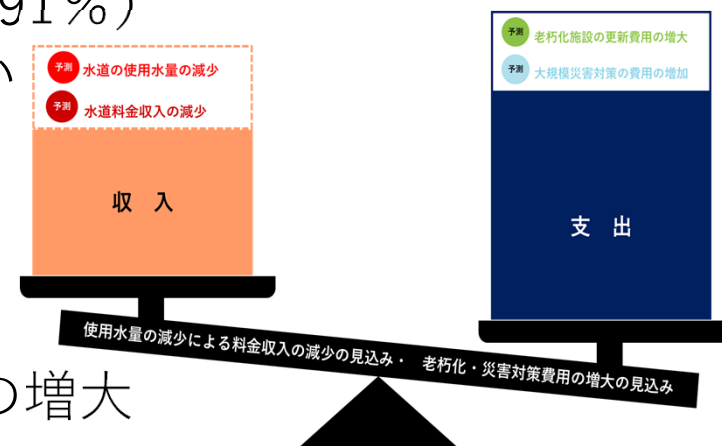 91%)
い
予測 水道の使用水量の減少
予測 水道料金収入の減少
収 入
予測 老朽化施設の更新費用の増大
予測 大規模災害対策の費用の増加
支 出
使用水量の減少による料金収入の減少の見込み・ 老朽化・災害対策費用の増大の見込み
の増大